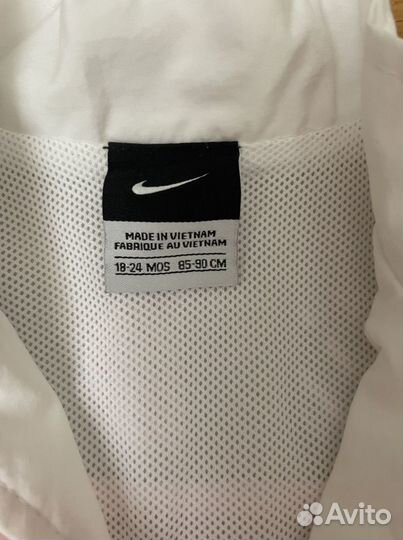 MADE IN VIETNAM
FABRIQUE AU VIETNAM
18-24 MOS 85-90 CM
Avito